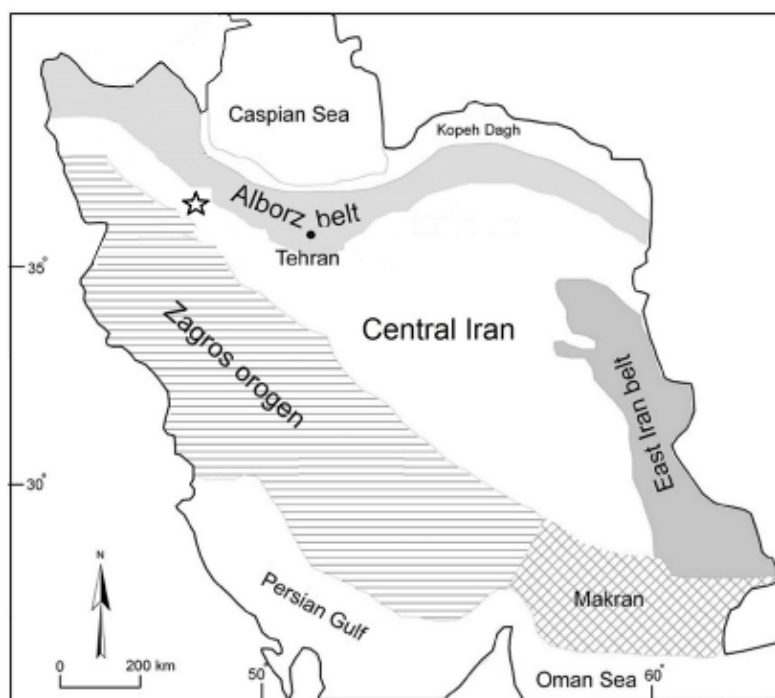 Caspian Sea
Kopeh Dagh
Alborz belt
Tehran
35°
Zagros orogen
Central Iran
East Iran belt
30°
N
Persian Gulf
Makran
0 200 km
50°
Oman Sea 60°